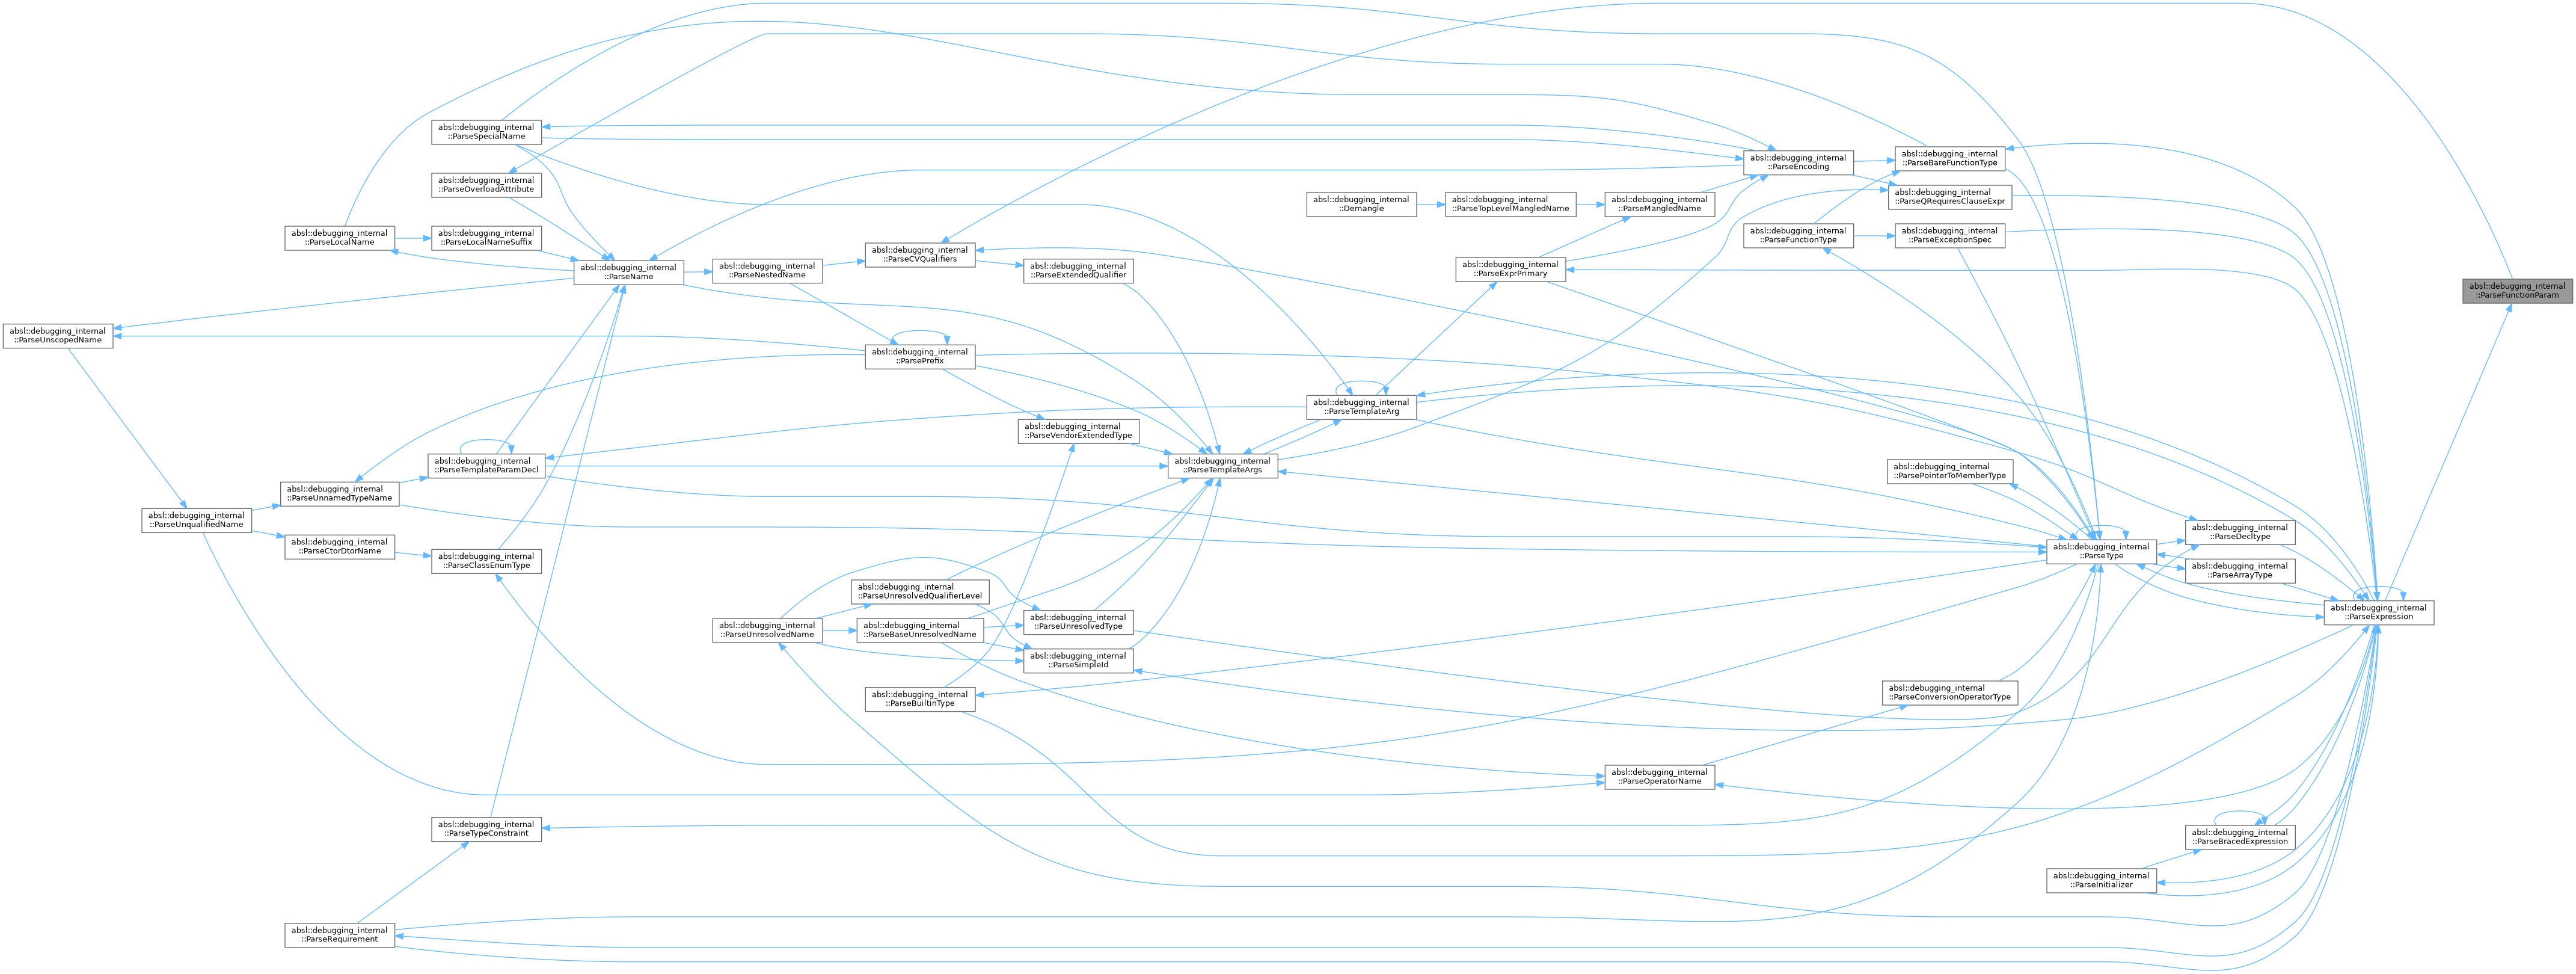 absl::debugging_internal
::ParseSpecialName
absl::debugging_internal
::ParseOverloadAttribute
absl::debugging_internal
::ParseLocalName
absl::debugging_internal
::ParseLocalNameSuffix
absl::debugging_internal
::ParseName
absl::debugging_internal
::ParseNestedName
absl::debugging_internal
::ParseCVQualifiers
absl::debugging_internal
::ParseExtendedQualifier
absl::debugging_internal
::Demangle
absl::debugging_internal
::ParseTopLevelMangledName
absl::debugging_internal
::ParseMangledName
absl::debugging_internal
::ParseEncoding
absl::debugging_internal
::ParseBareFunctionType
absl::debugging_internal
::ParseQRequiresClauseExpr
absl::debugging_internal
::ParseFunctionType
absl::debugging_internal
::ParseExceptionSpec
absl::debugging_internal
::ParseExprPrimary
absl::debugging_internal
::ParseFunctionParam
absl::debugging_internal
::ParseUnscopedName
absl::debugging_internal
::ParsePrefix
absl::debugging_internal
::ParseTemplateArg
absl::debugging_internal
::ParseVendorExtendedType
absl::debugging_internal
::ParseTemplateParamDecl
absl::debugging_internal
::ParseTemplateArgs
absl::debugging_internal
::ParsePointerToMemberType
absl::debugging_internal
::ParseUnnamedTypeName
absl::debugging_internal
::ParseUnqualifiedName
absl::debugging_internal
::ParseCtorDtorName
absl::debugging_internal
::ParseClassEnumType
absl::debugging_internal
::ParseDecltype
absl::debugging_internal
::ParseType
absl::debugging_internal
::ParseArrayType
absl::debugging_internal
::ParseExpression
absl::debugging_internal
::ParseUnresolvedQualifierLevel
absl::debugging_internal
::ParseUnresolvedName
absl::debugging_internal
::ParseBaseUnresolvedName
absl::debugging_internal
::ParseUnresolvedType
absl::debugging_internal
::ParseSimpleId
absl::debugging_internal
::ParseBuiltinType
absl::debugging_internal
::ParseConversionOperatorType
absl::debugging_internal
::ParseOperatorName
absl::debugging_internal
::ParseTypeConstraint
absl::debugging_internal
::ParseBracedExpression
absl::debugging_internal
::ParseInitializer
absl::debugging_internal
::ParseRequirement